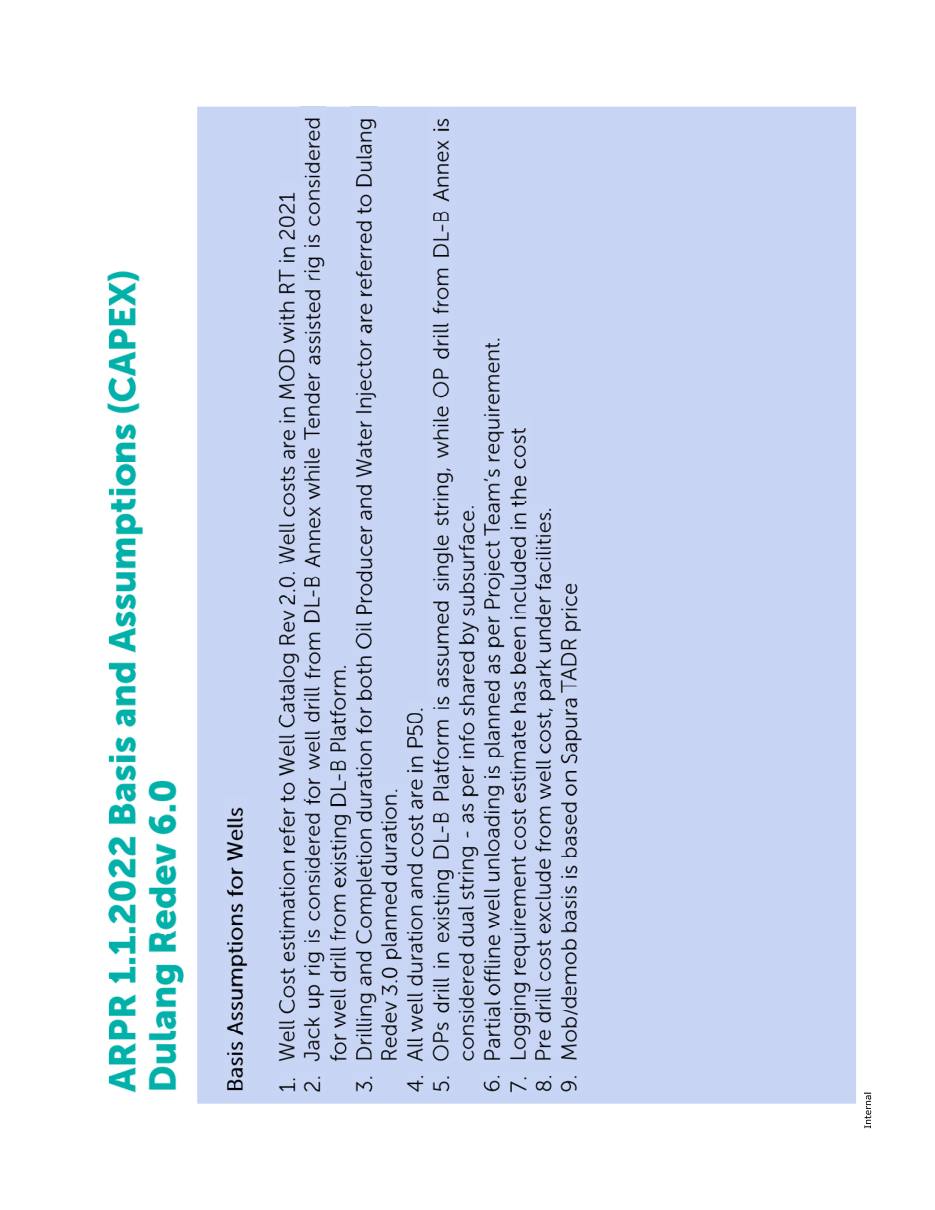 ARPR 1.1.2022 Basis and Assumptions (CAPEX)
Dulang Redev 6.0
Basis Assumptions for Wells
1. Well Cost estimation refer to Well Catalog Rev 2.0. Well costs are in MOD with RT in 2021
2. Jack up rig is considered for well drill from DL-B Annex while Tender assisted rig is considered
for well drill from existing DL-B Platform.
3. Drilling and Completion duration for both Oil Producer and Water Injector are referred to Dulang
Redev 3.0 planned duration.
4. All well duration and cost are in P50.
5. OPs drill in existing DL-B Platform is assumed single string, while OP drill from DL-B Annex is
considered dual string - as per info shared by subsurface.
6. Partial offline well unloading is planned as per Project Team's requirement.
7. Logging requirement cost estimate has been included in the cost
8. Pre drill cost exclude from well cost, park under facilities.
9. Mob/demob basis is based on Sapura TADR price
Internal